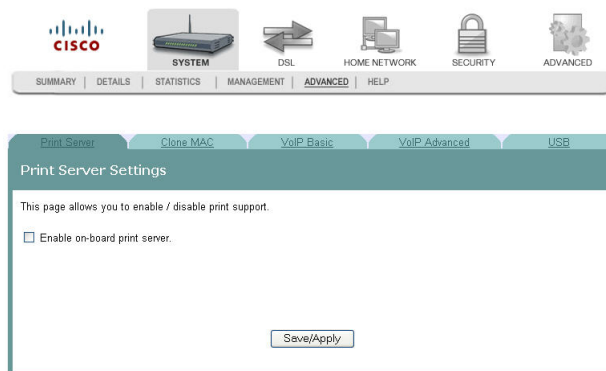 CISCO
SYSTEM DSL HOME NETWORK SECURITY ADVANCED
SUMMARY | DETAILS | STATISTICS | MANAGEMENT | ADVANCED | HELP
Print Server Clone MAC VoIP Basic VoIP Advanced USB
Print Server Settings
This page allows you to enable / disable print support.
Enable on-board print server.
Save/Apply